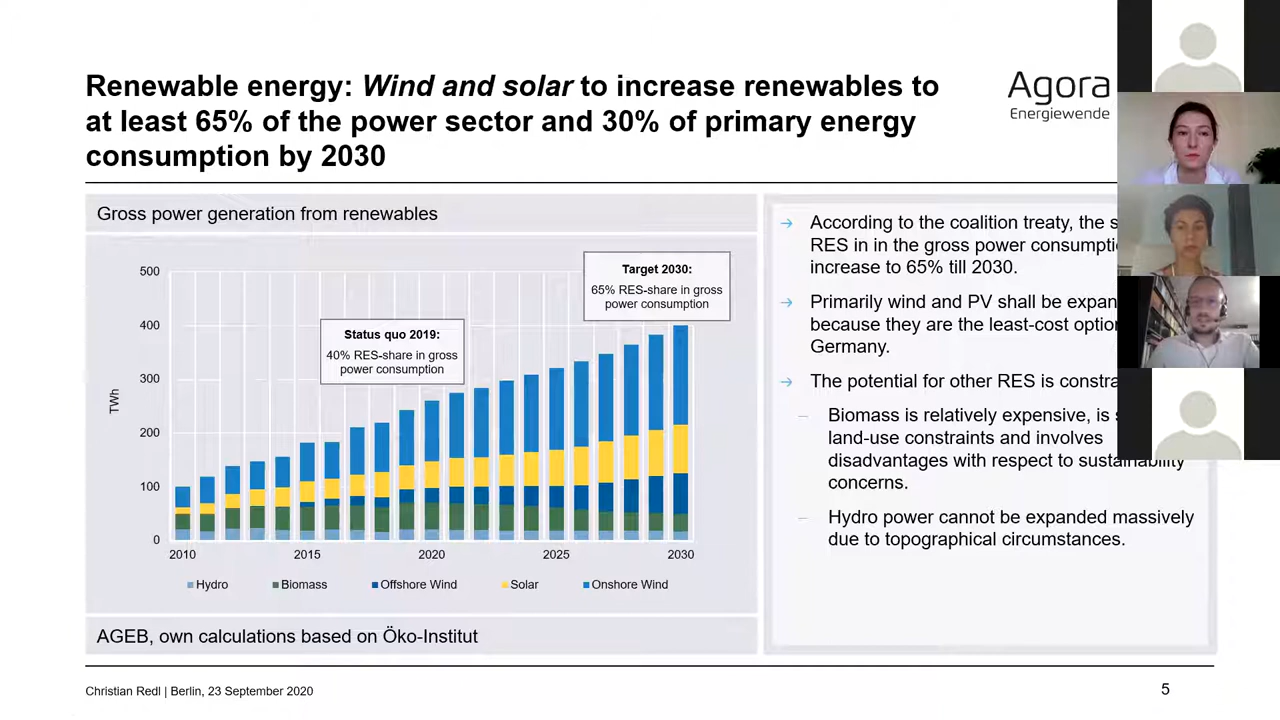 Renewable energy: Wind and solar to increase renewables to
at least 65% of the power sector and 30% of primary energy
consumption by 2030
Agora
Energiewende
Gross power generation from renewables
500
400
300
200
100
0
TWh
Status quo 2019:
40% RES-share in gross
power consumption
Target 2030:
65% RES-share in gross
power consumption
2010 2015 2020 2025 2030
Hydro Biomass Offshore Wind Solar Onshore Wind
AGEB, own calculations based on Öko-Institut
→ According to the coalition treaty, the
RES in in the gross power
increase to 65% till 2030.
→ Primarily wind and PV shall be
because they are the least-cost
Germany.
→ The potential for other RES is
– Biomass is relatively expensive, is
land-use constraints and involves
disadvantages with respect to sustainability
concerns.
– Hydro power cannot be expanded massively
due to topographical circumstances.
Christian Redl | Berlin, 23 September 2020
5